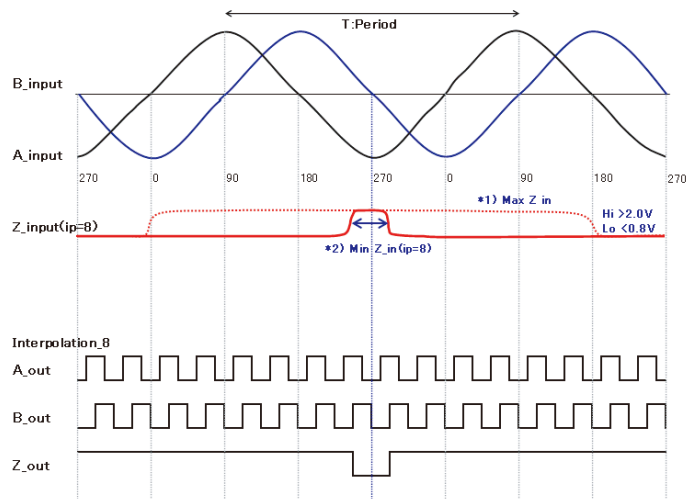 T:Period
B_input
A_input
270 0 90 180 270 0 90 180 270
*1) Max Z in
Z_input(ip=8)
Hi >2.0V
Lo <0.8V
*2) Min Z_in(ip=8)
Interpolation_8
A_out
B_out
Z_out